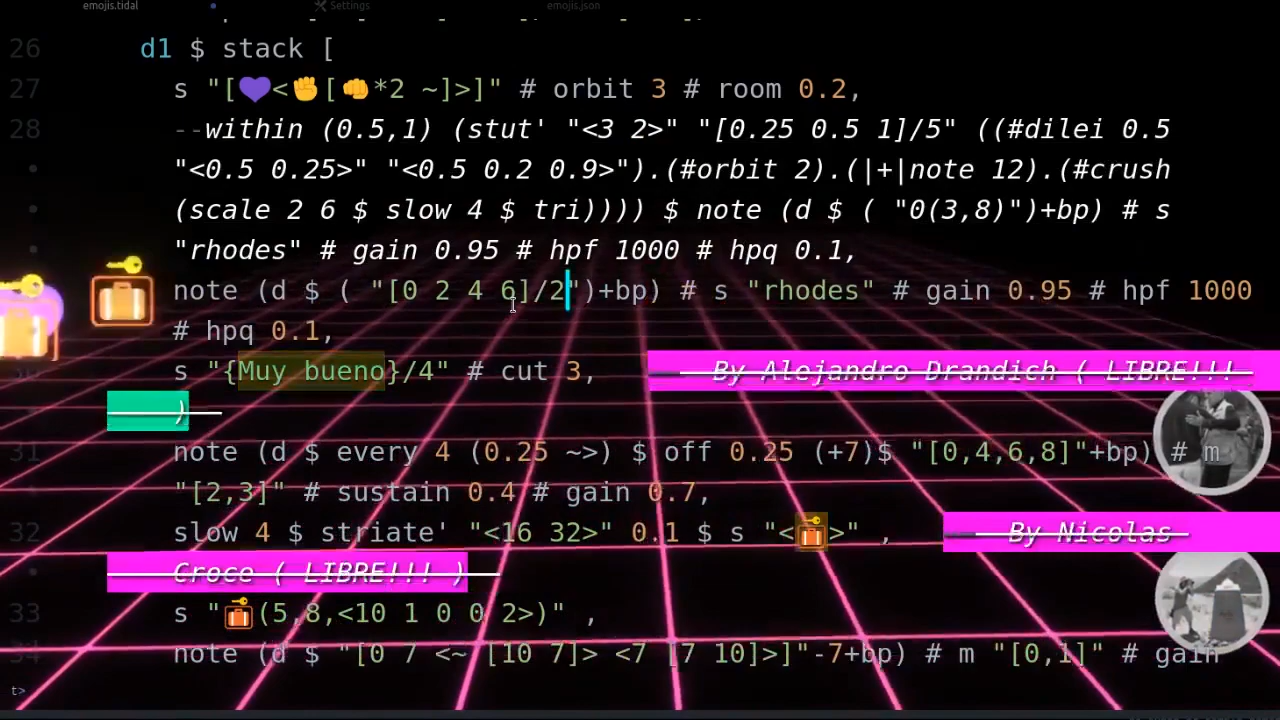 emojis.tidal Settings emojis.json
26 d1 $ stack [
27 s "[💜<✊[👊*2 ~]>]" # orbit 3 # room 0.2,
28 --within (0.5,1) (stut' "<3 2>" "[0.25 0.5 1]/5" ((#dilei 0.5
"<0.5 0.25>" "<0.5 0.2 0.9>").(#orbit 2).(|+|note 12).(#crush
(scale 2 6 $ slow 4 $ tri)))) $ note (d $ ( "0(3,8)")+bp) # s
"rhodes" # gain 0.95 # hpf 1000 # hpq 0.1,
note (d $ ( "[0 2 4 6]/2")+bp) # s "rhodes" # gain 0.95 # hpf 1000
# hpq 0.1,
s "{Muy bueno}/4" # cut 3, By Alejandro Drandich ( LIBRE!!!
)
31 note (d $ every 4 (0.25 ~>) $ off 0.25 (+7)$ "[0,4,6,8]"+bp) # m
"[2,3]" # sustain 0.4 # gain 0.7,
32 slow 4 $ striate' "<16 32>" 0.1 $ s "<🧳>" , By Nicolas
Croce ( LIBRE!!! )
33 s "🧳(5,8,<10 1 0 0 2>)" ,
34 note (d $ "[0 7 <~ [10 7]> <7 [7 10]>]"-7+bp) # m "[0,1]" # gain
t>